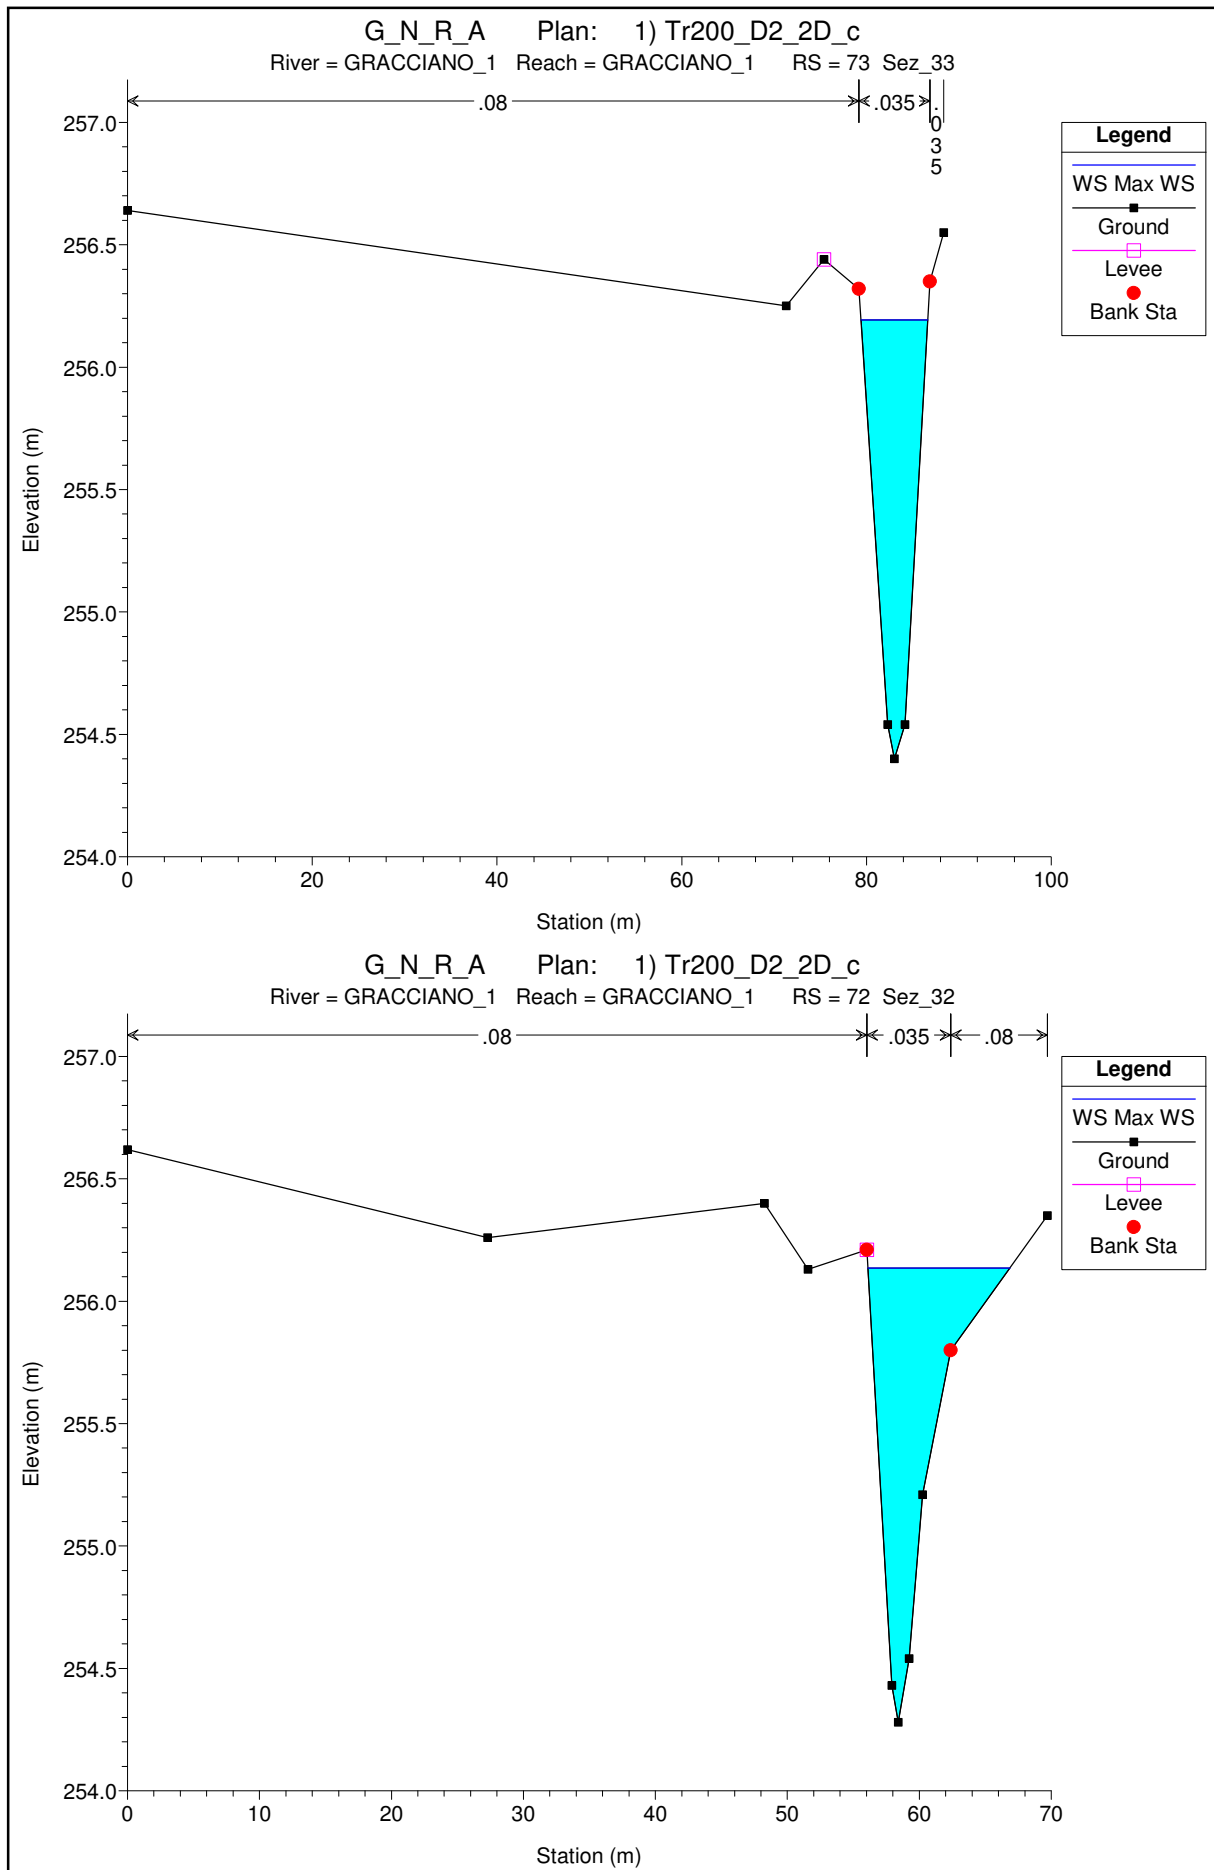 G_N_R_A Plan: 1) Tr200_D2_2D_c
River = GRACCIANO_1 Reach = GRACCIANO_1 RS = 73 Sez_33
.08
.035
.035
257.0
256.5
256.0
255.5
255.0
254.5
254.0
Elevation (m)
0 20 40 60 80 100
Station (m)
Legend
WS Max WS
Ground
Levee
Bank Sta
G_N_R_A Plan: 1) Tr200_D2_2D_c
River = GRACCIANO_1 Reach = GRACCIANO_1 RS = 72 Sez_32
.08
.035
.08
257.0
256.5
256.0
255.5
255.0
254.5
254.0
Elevation (m)
0 10 20 30 40 50 60 70
Station (m)
Legend
WS Max WS
Ground
Levee
Bank Sta